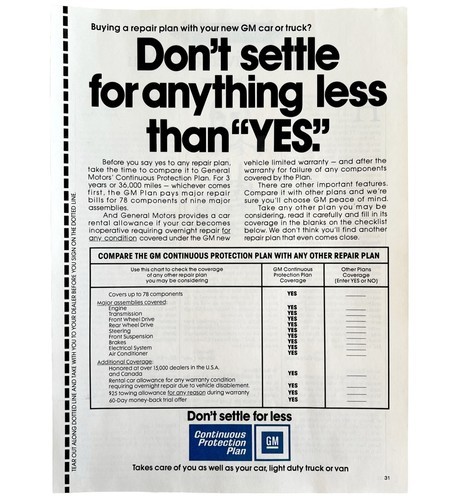 Buying a repair plan with your new GM car or truck?
Don't settle
for anything less
than "YES."
Before you say yes to any repair plan,
take the time to compare it to General
Motors' Continuous Protection Plan. For 3
years or 36,000 miles — whichever comes
first, the GM Plan pays major repair
bills for 78 components of nine major
assemblies.
And General Motors provides a car
rental allowance if your car becomes
inoperative requiring overnight repair for
any condition covered under the GM new
vehicle limited warranty — and after the
warranty for failure of any components
covered by the Plan.
There are other important features.
Compare it with other plans and we're
sure you'll choose GM peace of mind.
Take any other plan you may be
considering, read it carefully and fill in its
coverage in the blanks on the checklist
below. We don't think you'll find another
repair plan that even comes close.
TEAR OUT ALONG DOTTED LINE AND TAKE WITH YOU TO YOUR DEALER BEFORE YOU SIGN ON THE DOTTED LINE.
COMPARE THE GM CONTINUOUS PROTECTION PLAN WITH ANY OTHER REPAIR PLAN
Use this chart to check the coverage
of any other repair plan
you may be considering
GM Continuous
Protection Plan
Coverage
Other Plans
Coverage
(Enter YES or NO)
Covers up to 78 components YES
Major assemblies covered:
Engine YES
Transmission YES
Front Wheel Drive YES
Rear Wheel Drive YES
Steering YES
Front Suspension YES
Brakes YES
Electrical System YES
Air Conditioner YES
Additional Coverage:
Honored at over 15,000 dealers in the U.S.A.
and Canada YES
Rental car allowance for any warranty condition
requiring overnight repair due to vehicle disablement. YES
$25 towing allowance for any reason during warranty YES
60-day money-back trial offer YES
Don't settle for less
Continuous
Protection
Plan
GM
Takes care of you as well as your car, light duty truck or van
31